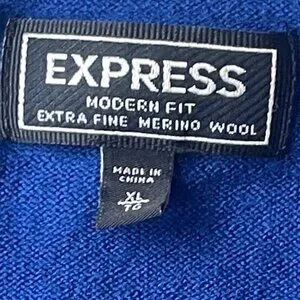 EXPRESS
MODERN FIT
EXTRA FINE MERINO WOOL
MADE IN
CHINA
XL
TG